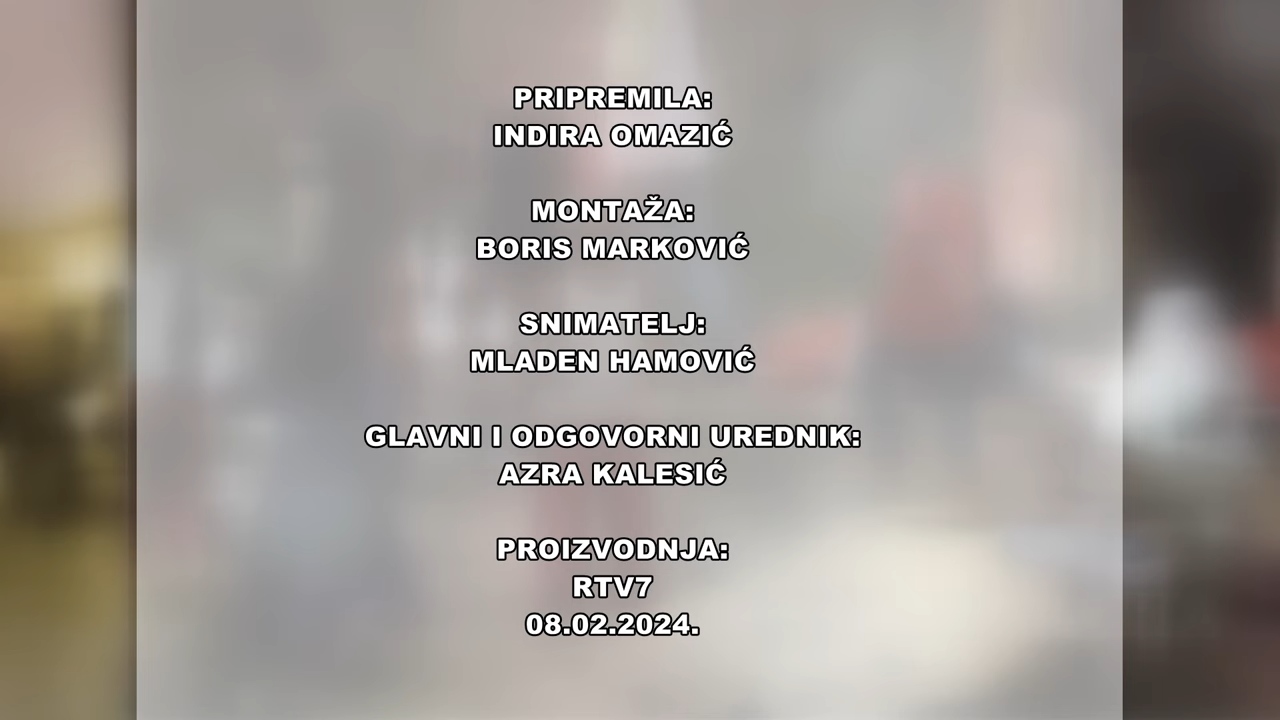 PRIPREMILA:
INDIRA OMAZIĆ
MONTAŽA:
BORIS MARKOVIĆ
SNIMATELJ:
MLADEN HAMOVIĆ
GLAVNI I ODGOVORNI UREDNIK:
AZRA KALESIĆ
PROIZVODNJA:
RTV7
08.02.2024.